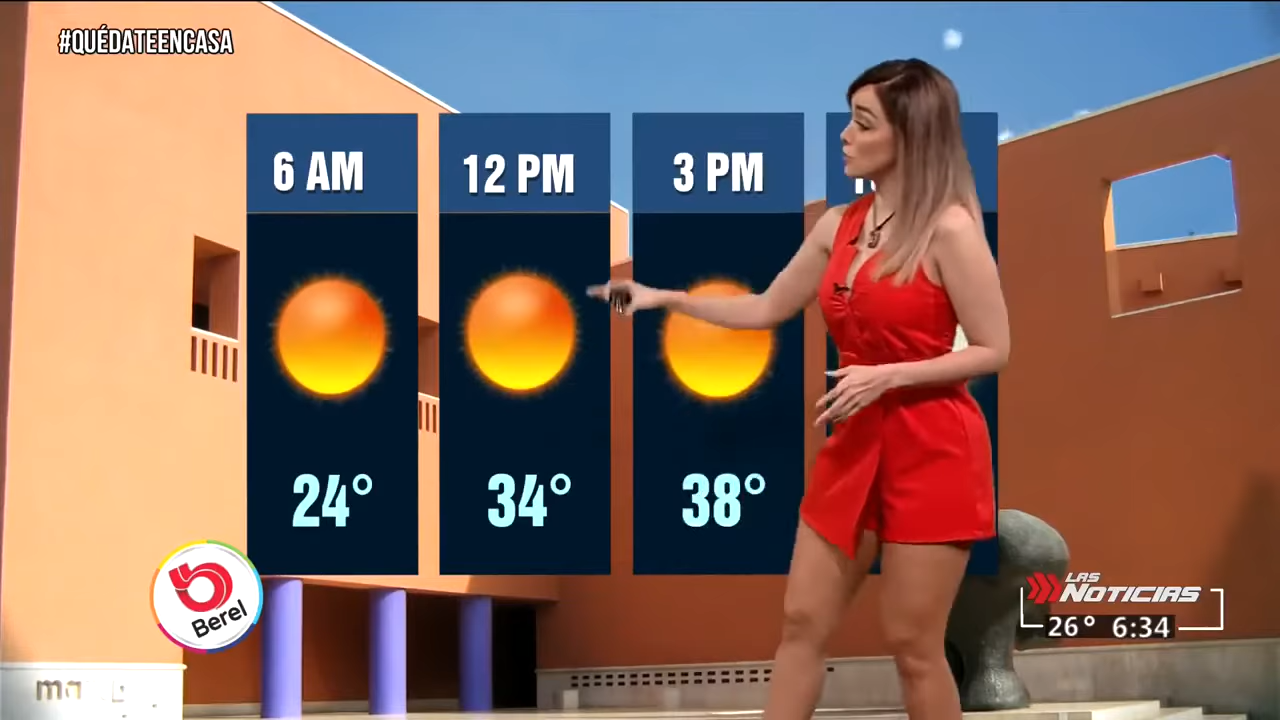 #QUÉDATEENCASA
6 AM
12 PM
3 PM
24°
34°
38°
Berel
LAS
NOTICIAS
26° 6:34